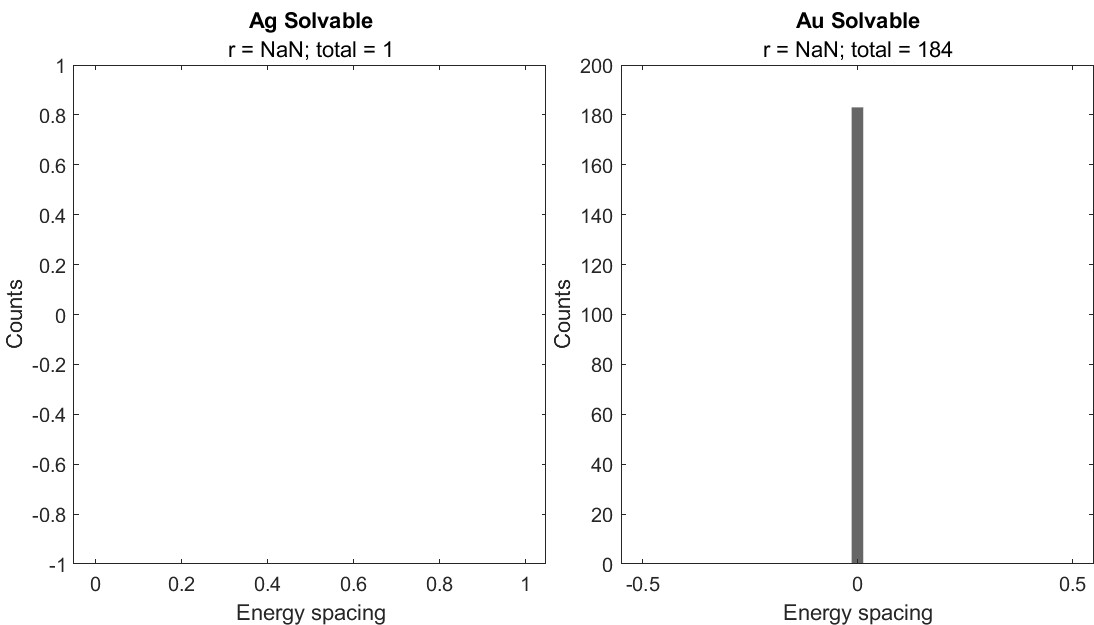 Ag Solvable
r = NaN; total = 1
1
0.8
0.6
0.4
0.2
0
-0.2
-0.4
-0.6
-0.8
-1
Counts
0 0.2 0.4 0.6 0.8 1
Energy spacing
Au Solvable
r = NaN; total = 184
200
180
160
140
120
100
80
60
40
20
0
Counts
-0.5 0 0.5
Energy spacing